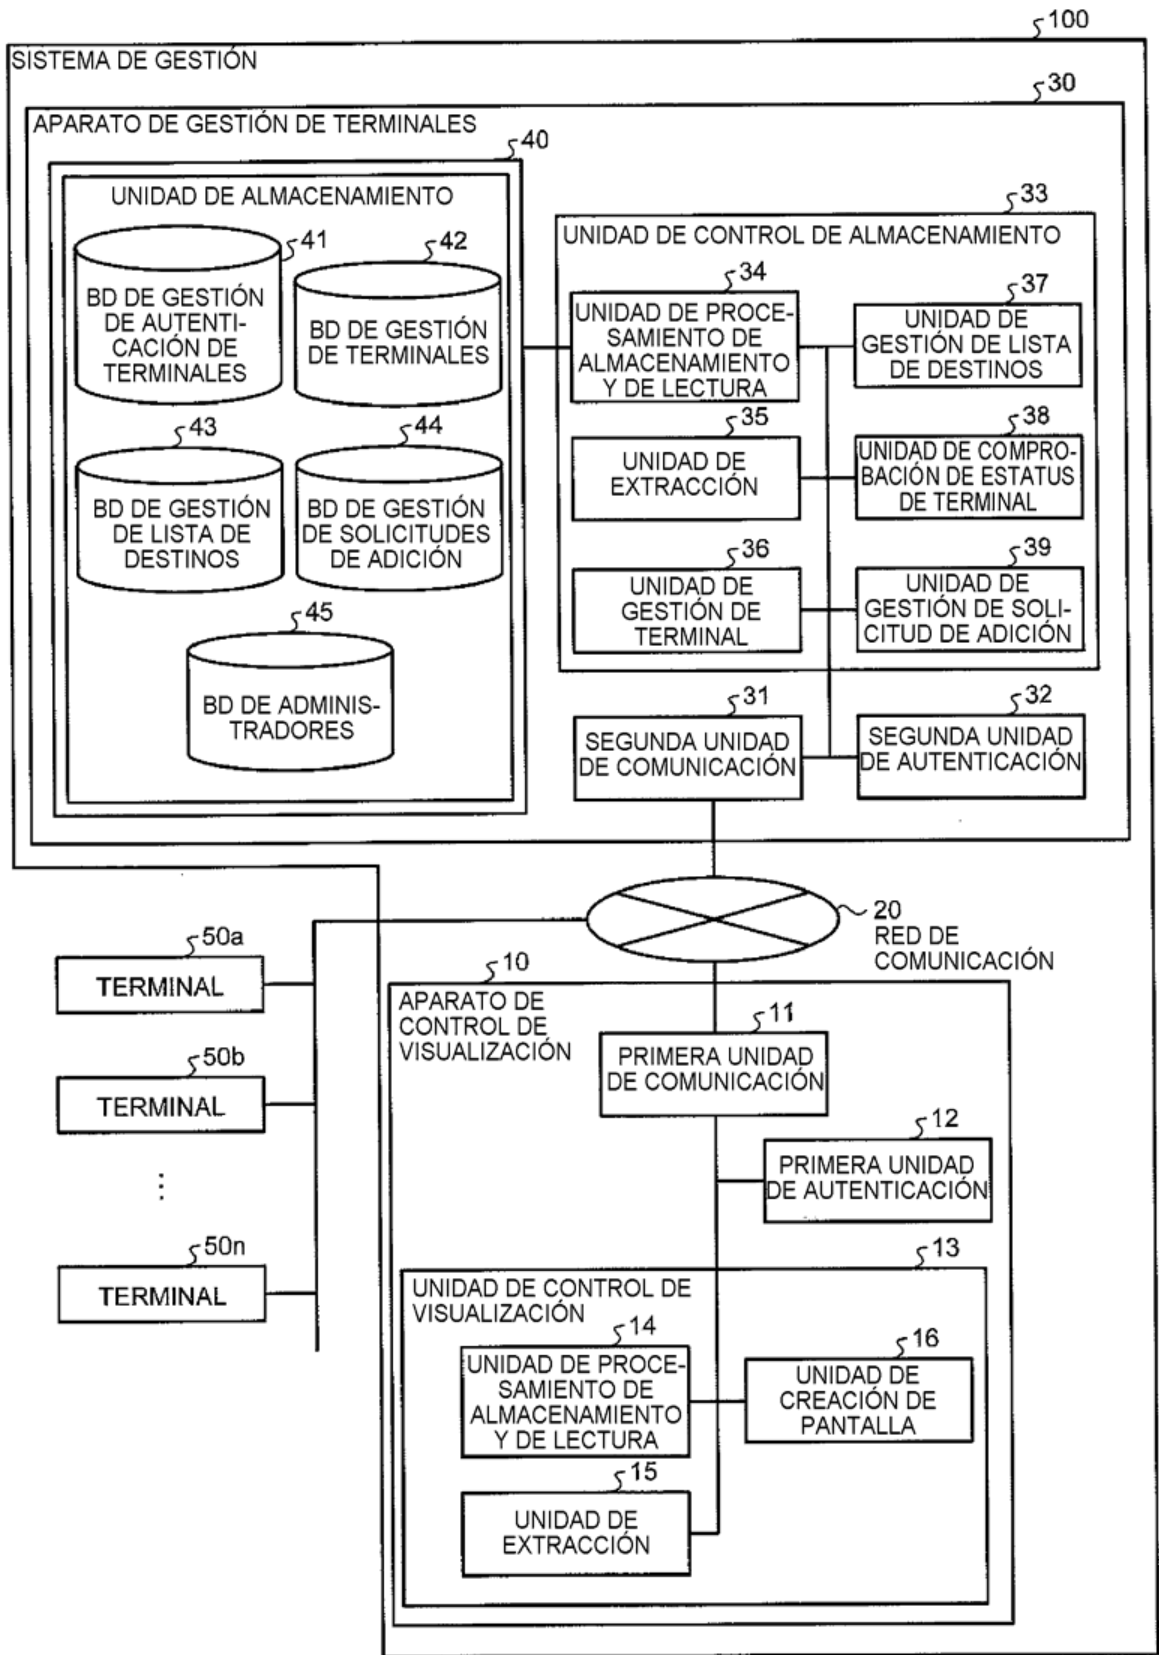 100
SISTEMA DE GESTIÓN
30
APARATO DE GESTIÓN DE TERMINALES
40
UNIDAD DE ALMACENAMIENTO
41
BD DE GESTIÓN
DE AUTENTI-
CACIÓN DE
TERMINALES
42
BD DE GESTIÓN
DE TERMINALES
43
BD DE GESTIÓN
DE LISTA DE
DESTINOS
44
BD DE GESTIÓN
DE SOLICITUDES
DE ADICIÓN
45
BD DE ADMINIS-
TRADORES
33
UNIDAD DE CONTROL DE ALMACENAMIENTO
34
UNIDAD DE PROCE-
SAMIENTO DE
ALMACENAMIENTO
Y DE LECTURA
37
UNIDAD DE
GESTIÓN DE LISTA
DE DESTINOS
35
UNIDAD DE
EXTRACCIÓN
38
UNIDAD DE COMPRO-
BACIÓN DE ESTATUS
DE TERMINAL
36
UNIDAD DE
GESTIÓN DE
TERMINAL
39
UNIDAD DE
GESTIÓN DE SOLI-
CITUD DE ADICIÓN
31
SEGUNDA UNIDAD
DE COMUNICACIÓN
32
SEGUNDA UNIDAD
DE AUTENTICACIÓN
20
RED DE
COMUNICACIÓN
50a
TERMINAL
50b
TERMINAL
⋮
50n
TERMINAL
10
APARATO DE
CONTROL DE
VISUALIZACIÓN
11
PRIMERA UNIDAD
DE COMUNICACIÓN
12
PRIMERA UNIDAD
DE AUTENTICACIÓN
13
UNIDAD DE CONTROL DE
VISUALIZACIÓN
14
UNIDAD DE PROCE-
SAMIENTO DE
ALMACENAMIENTO
Y DE LECTURA
16
UNIDAD DE
CREACIÓN DE
PANTALLA
15
UNIDAD DE
EXTRACCIÓN